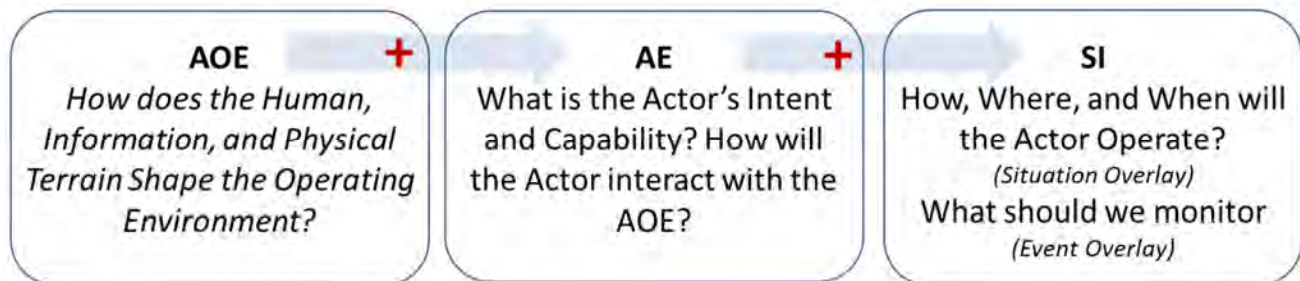 AOE
How does the Human,
Information, and Physical
Terrain Shape the Operating
Environment?
+
AE
What is the Actor's Intent
and Capability? How will
the Actor interact with the
AOE?
+
SI
How, Where, and When will
the Actor Operate?
(Situation Overlay)
What should we monitor
(Event Overlay)